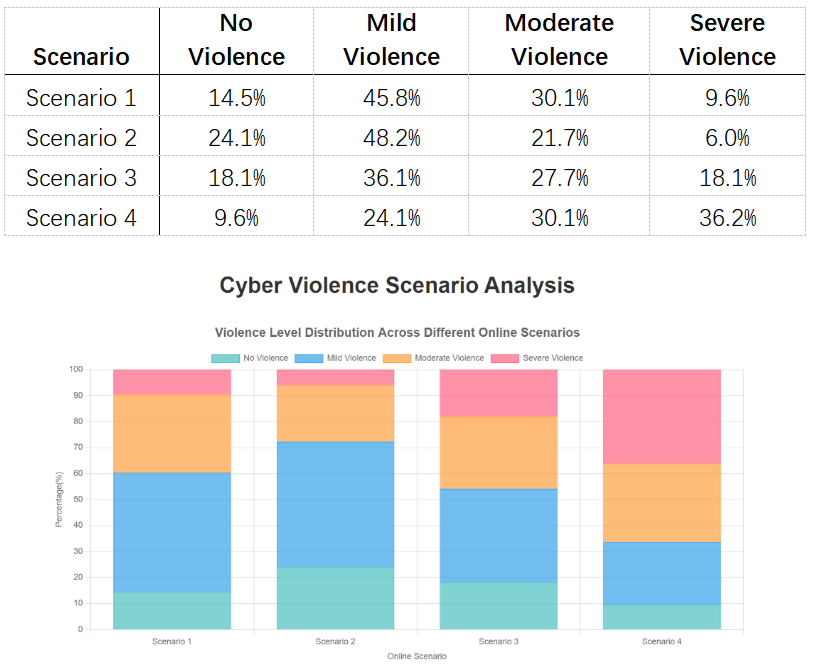 Scenario No Violence Mild Violence Moderate Violence Severe Violence
Scenario 1 14.5% 45.8% 30.1% 9.6%
Scenario 2 24.1% 48.2% 21.7% 6.0%
Scenario 3 18.1% 36.1% 27.7% 18.1%
Scenario 4 9.6% 24.1% 30.1% 36.2%
Cyber Violence Scenario Analysis
Violence Level Distribution Across Different Online Scenarios
No Violence Mild Violence Moderate Violence Severe Violence
100
90
80
70
60
50
40
30
20
10
0
Percentage(%)
Scenario 1 Scenario 2 Scenario 3 Scenario 4
Online Scenario